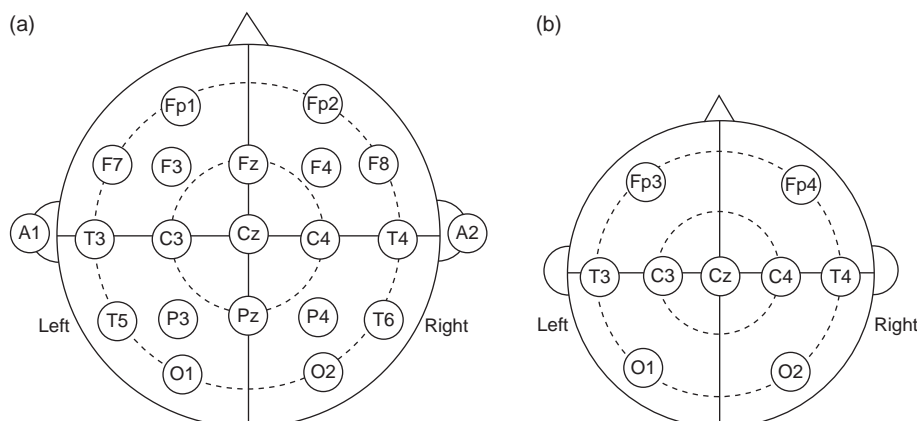 (a)
Fp1 Fp2
F7 F3 Fz F4 F8
A1 T3 C3 Cz C4 T4 A2
Left T5 P3 Pz P4 T6 Right
O1 O2
(b)
Fp3 Fp4
T3 C3 Cz C4 T4
Left Right
O1 O2